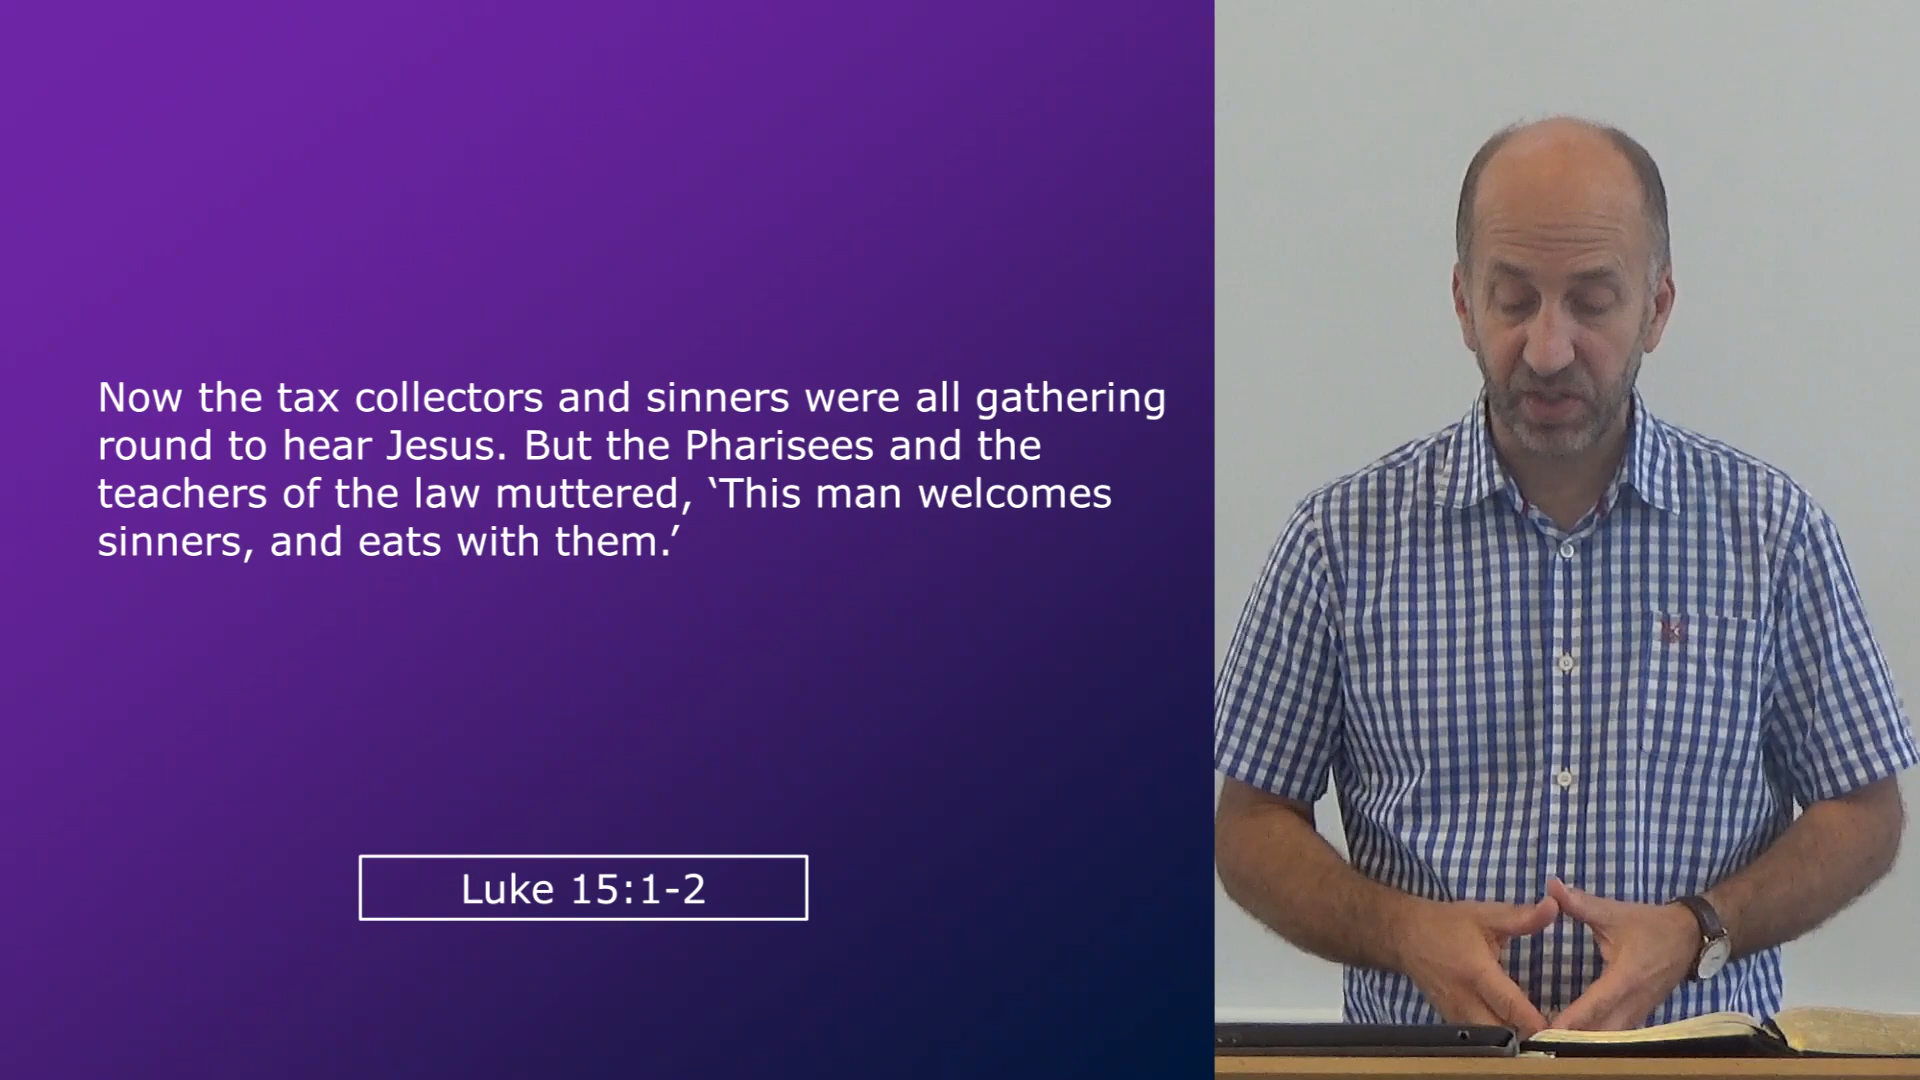 Now the tax collectors and sinners were all gathering
round to hear Jesus. But the Pharisees and the
teachers of the law muttered, ‘This man welcomes
sinners, and eats with them.’
Luke 15:1-2